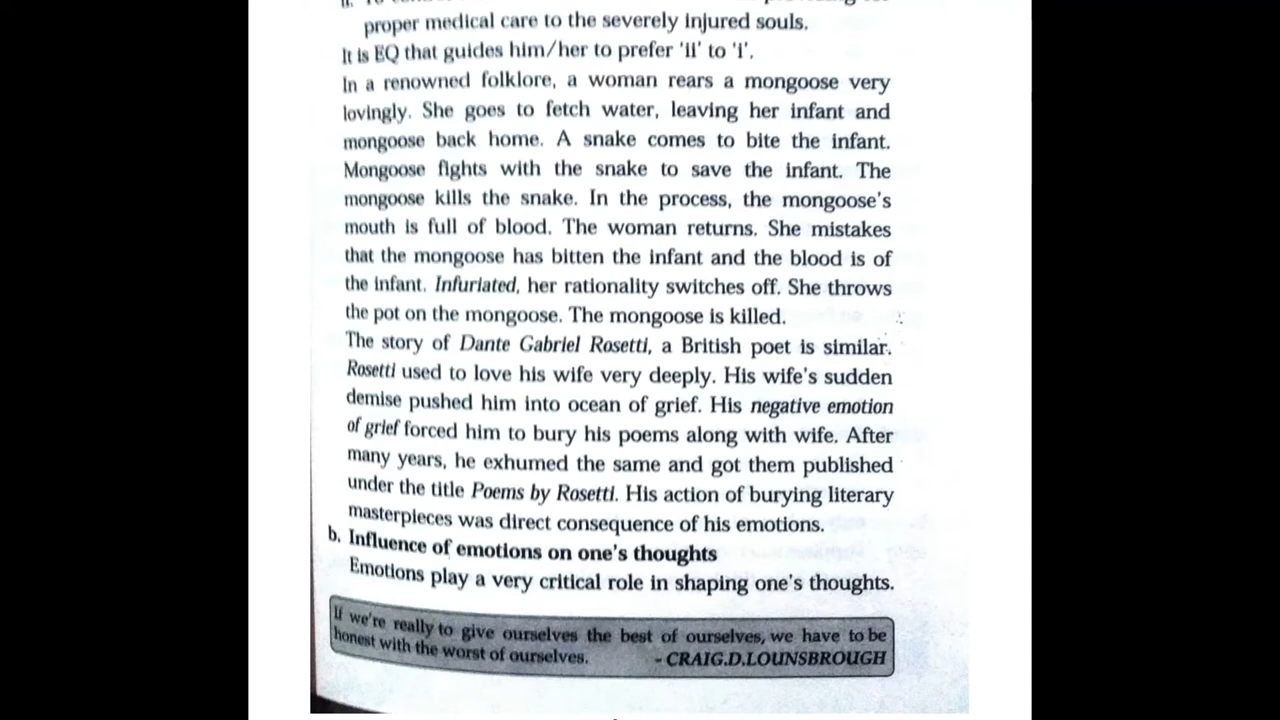 proper medical care to the severely injured souls.
It is EQ that guides him/her to prefer 'ii' to 'i'.
In a renowned folklore, a woman rears a mongoose very
lovingly. She goes to fetch water, leaving her infant and
mongoose back home. A snake comes to bite the infant.
Mongoose fights with the snake to save the infant. The
mongoose kills the snake. In the process, the mongoose's
mouth is full of blood. The woman returns. She mistakes
that the mongoose has bitten the infant and the blood is of
the infant. Infuriated, her rationality switches off. She throws
the pot on the mongoose. The mongoose is killed.
The story of Dante Gabriel Rosetti, a British poet is similar.
Rosetti used to love his wife very deeply. His wife's sudden
demise pushed him into ocean of grief. His negative emotion
of grief forced him to bury his poems along with wife. After
many years, he exhumed the same and got them published
under the title Poems by Rosetti. His action of burying literary
masterpieces was direct consequence of his emotions.
b. Influence of emotions on one's thoughts
Emotions play a very critical role in shaping one's thoughts.
If we're really to give ourselves the best of ourselves, we have to be
honest with the worst of ourselves. - CRAIG.D.LOUNSBROUGH